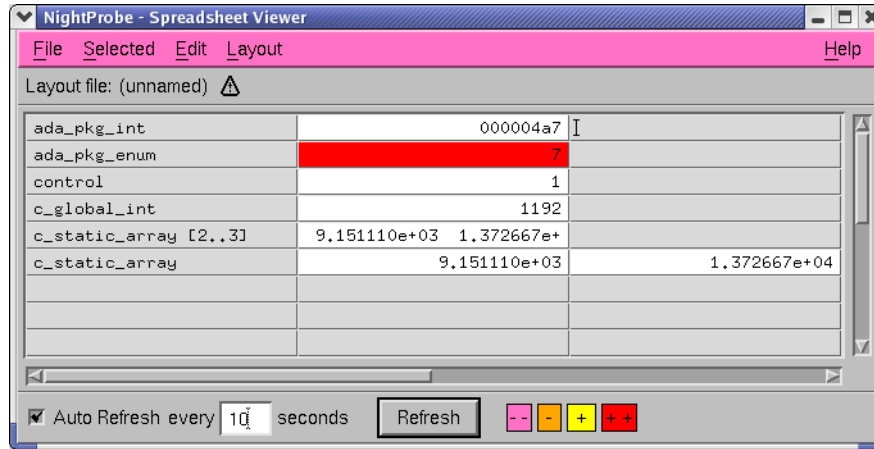 NightProbe - Spreadsheet Viewer
File Selected Edit Layout Help
Layout file: (unnamed)
ada_pkg_int 000004a7
ada_pkg_enum 7
control 1
c_global_int 1192
c_static_array [2..3] 9.151110e+03 1.372667e+
c_static_array 9.151110e+03 1.372667e+04
Auto Refresh every 10 seconds Refresh -- - + ++